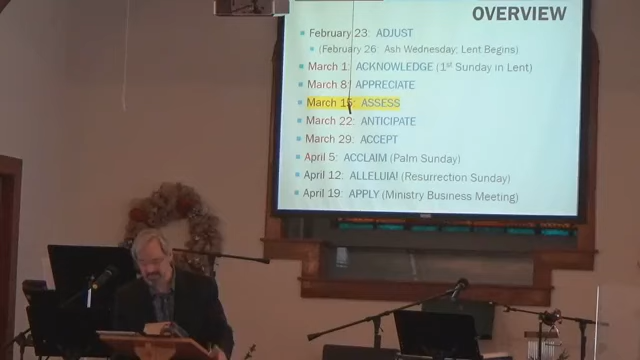 OVERVIEW
February 23: ADJUST
(February 26 Ash Wednesday; Lent Begins)
March 1: ACKNOWLEDGE (1st Sunday in Lent)
March 8: APPRECIATE
March 15: ASSESS
March 22: ANTICIPATE
March 29: ACCEPT
April 5: ACCLAIM (Palm Sunday)
April 12: ALLELUIA! (Resurrection Sunday)
April 19: APPLY (Ministry Business Meeting)